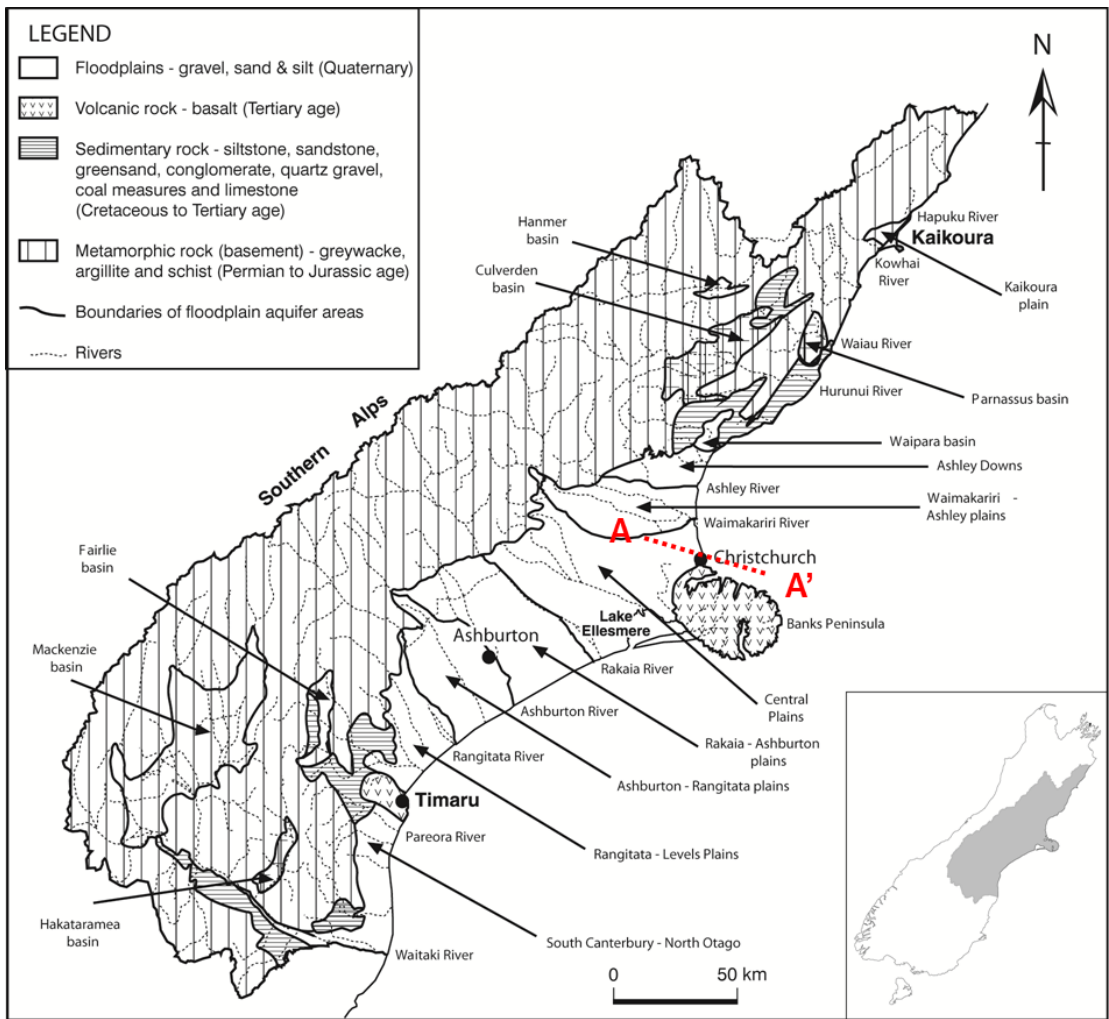 LEGEND
Floodplains - gravel, sand & silt (Quaternary)
Volcanic rock - basalt (Tertiary age)
Sedimentary rock - siltstone, sandstone,
greensand, conglomerate, quartz gravel,
coal measures and limestone
(Cretaceous to Tertiary age)
Metamorphic rock (basement) - greywacke,
argillite and schist (Permian to Jurassic age)
Boundaries of floodplain aquifer areas
Rivers
N
Hanmer
basin
Culverden
basin
Hapuku River
Kaikoura
Kowhai
River
Kaikoura
plain
Waiau River
Hurunui River
Parnassus basin
Waipara basin
Ashley Downs
Ashley River
Waimakariri -
Ashley plains
Waimakariri River
Southern Alps
A
Christchurch
A'
Banks Peninsula
Lake
Ellesmere
Fairlie
basin
Mackenzie
basin
Ashburton
Rakaia River
Central
Plains
Ashburton River
Rakaia - Ashburton
plains
Rangitata River
Ashburton - Rangitata plains
Timaru
Pareora River
Rangitata - Levels Plains
Hakataramea
basin
Waitaki River
South Canterbury - North Otago
0 50 km